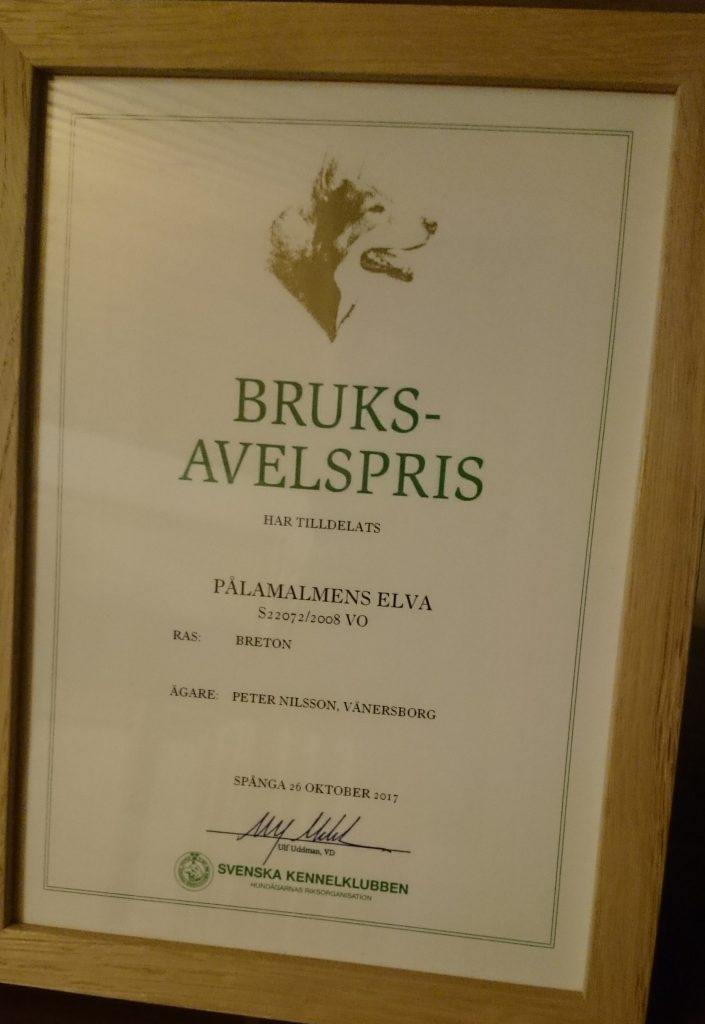 BRUKS-
AVELSPRIS
HAR TILLDELATS
PÅLAMALMENS ELVA
S22072/2008 VO
RAS: BRETON
ÄGARE: PETER NILSSON, VÄNERSBORG
SPÅNGA 26 OKTOBER 2017
Ulf Uddman, VD
SVENSKA KENNELKLUBBEN
HUNDÄGARNAS RIKSORGANISATION